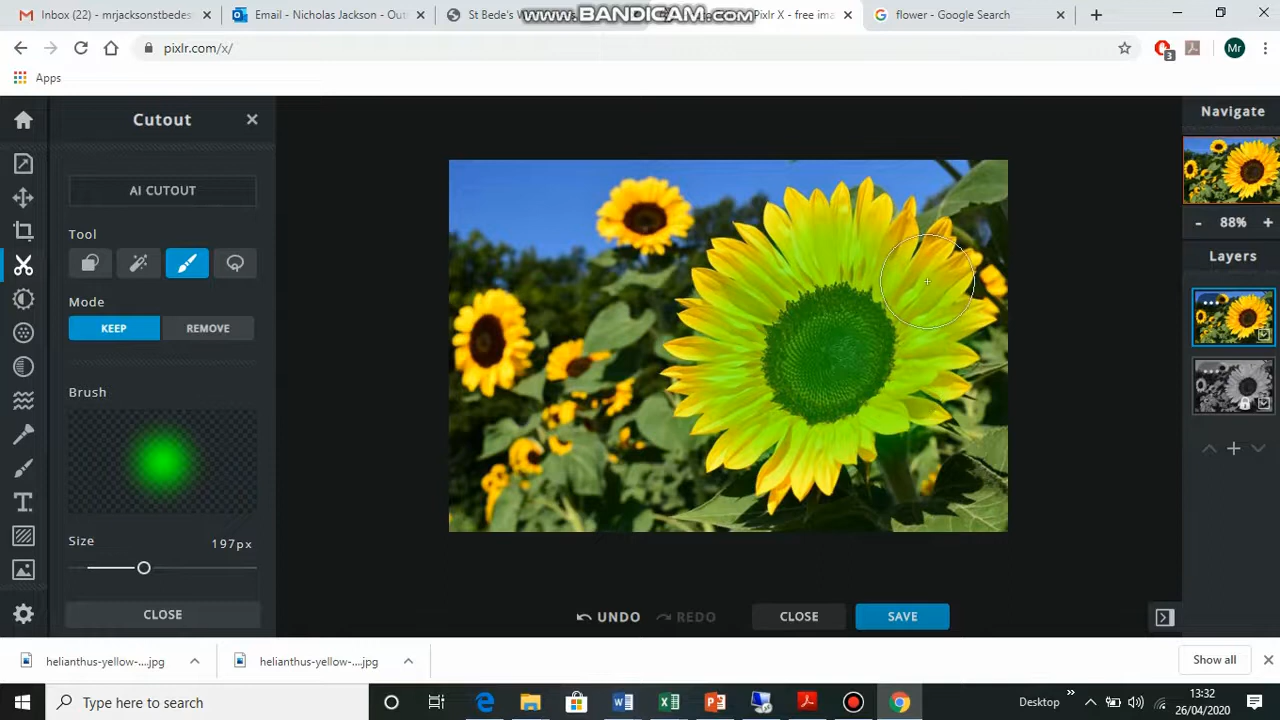 Inbox (22) - mrjacksonstbedes
Email - Nicholas Jackson - Out
St Bede's W
Pixlr X - free ima
flower - Google Search
www.BANDICAM.com
pixlr.com/x/
3
Mr
Apps
Cutout
AI CUTOUT
Tool
Mode
KEEP
REMOVE
Brush
Size
197px
CLOSE
UNDO
REDO
CLOSE
SAVE
Navigate
88%
Layers
helianthus-yellow-....jpg
helianthus-yellow-....jpg
Show all
Type here to search
Desktop
13:32
26/04/2020